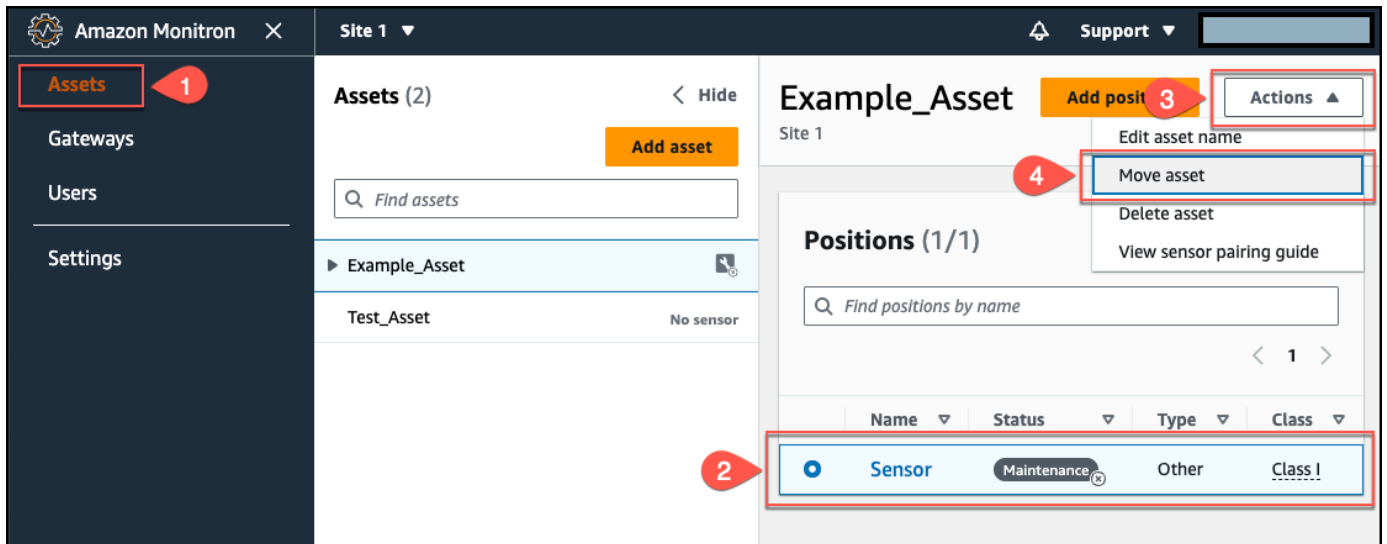 Amazon Monitron
Site 1
Support
Assets
1
Gateways
Users
Settings
Assets (2)
Hide
Add asset
Find assets
Example_Asset
Test_Asset
No sensor
Example_Asset
Site 1
Add posit
3
Actions
Edit asset name
4
Move asset
Delete asset
View sensor pairing guide
Positions (1/1)
Find positions by name
1
Name
Status
Type
Class
2
Sensor
Maintenance
Other
Class I